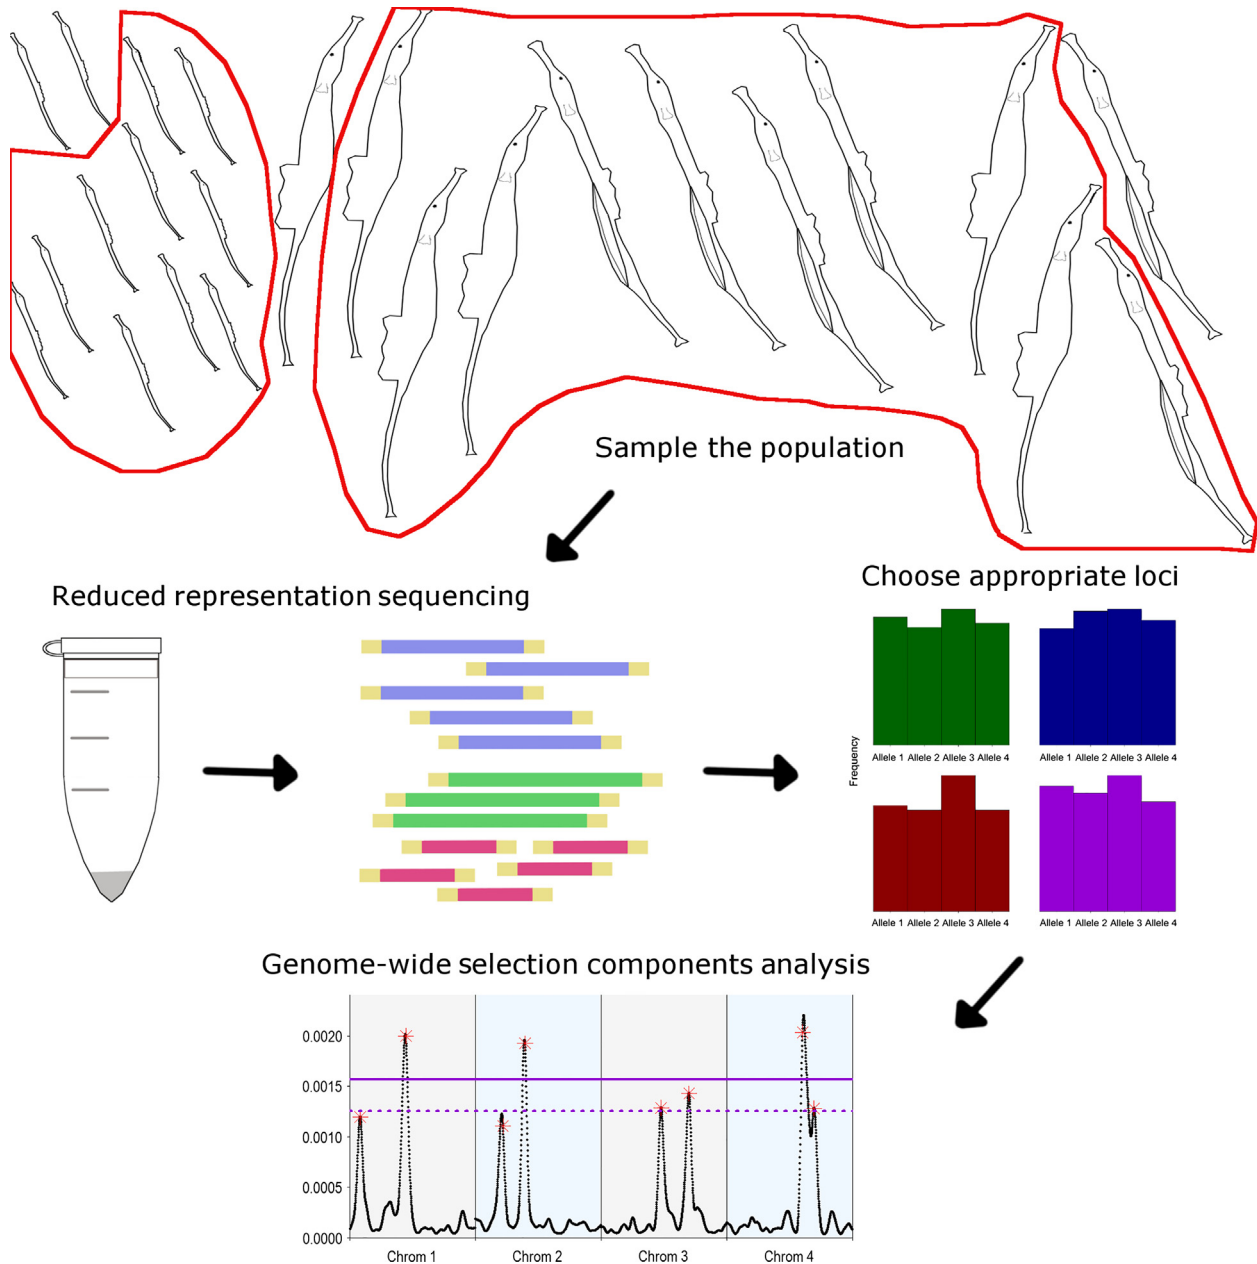 Sample the population
Reduced representation sequencing
Choose appropriate loci
Frequency
Allele 1 Allele 2 Allele 3 Allele 4
Allele 1 Allele 2 Allele 3 Allele 4
Allele 1 Allele 2 Allele 3 Allele 4
Allele 1 Allele 2 Allele 3 Allele 4
Genome-wide selection components analysis
0.0020
0.0015
0.0010
0.0005
0.0000
Chrom 1 Chrom 2 Chrom 3 Chrom 4